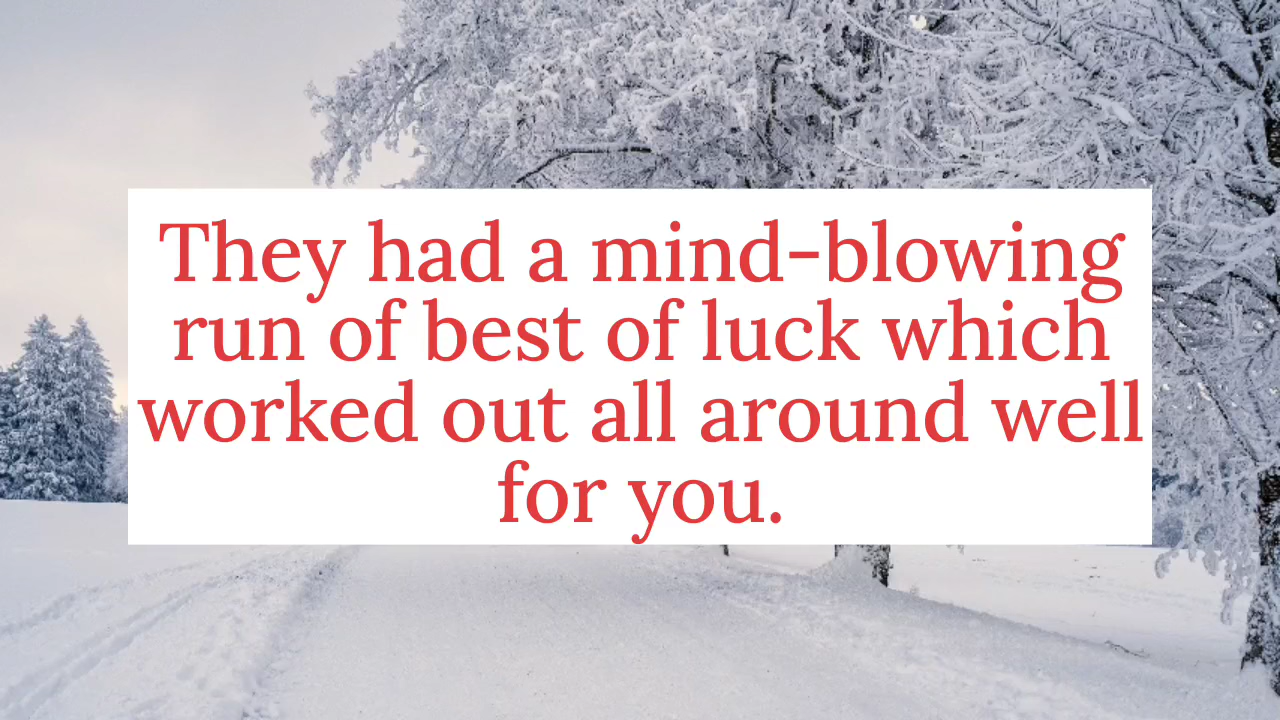 They had a mind-blowing
run of best of luck which
worked out all around well
for you.